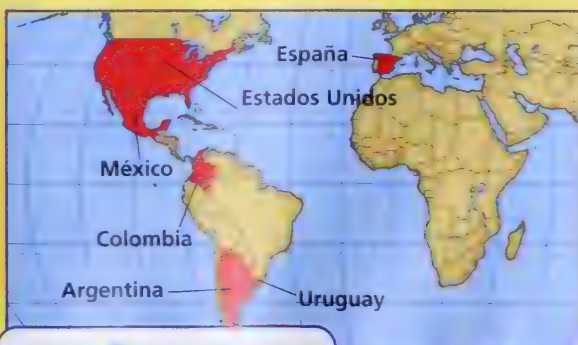 España
Estados Unidos
México
Colombia
Argentina
Uruguay